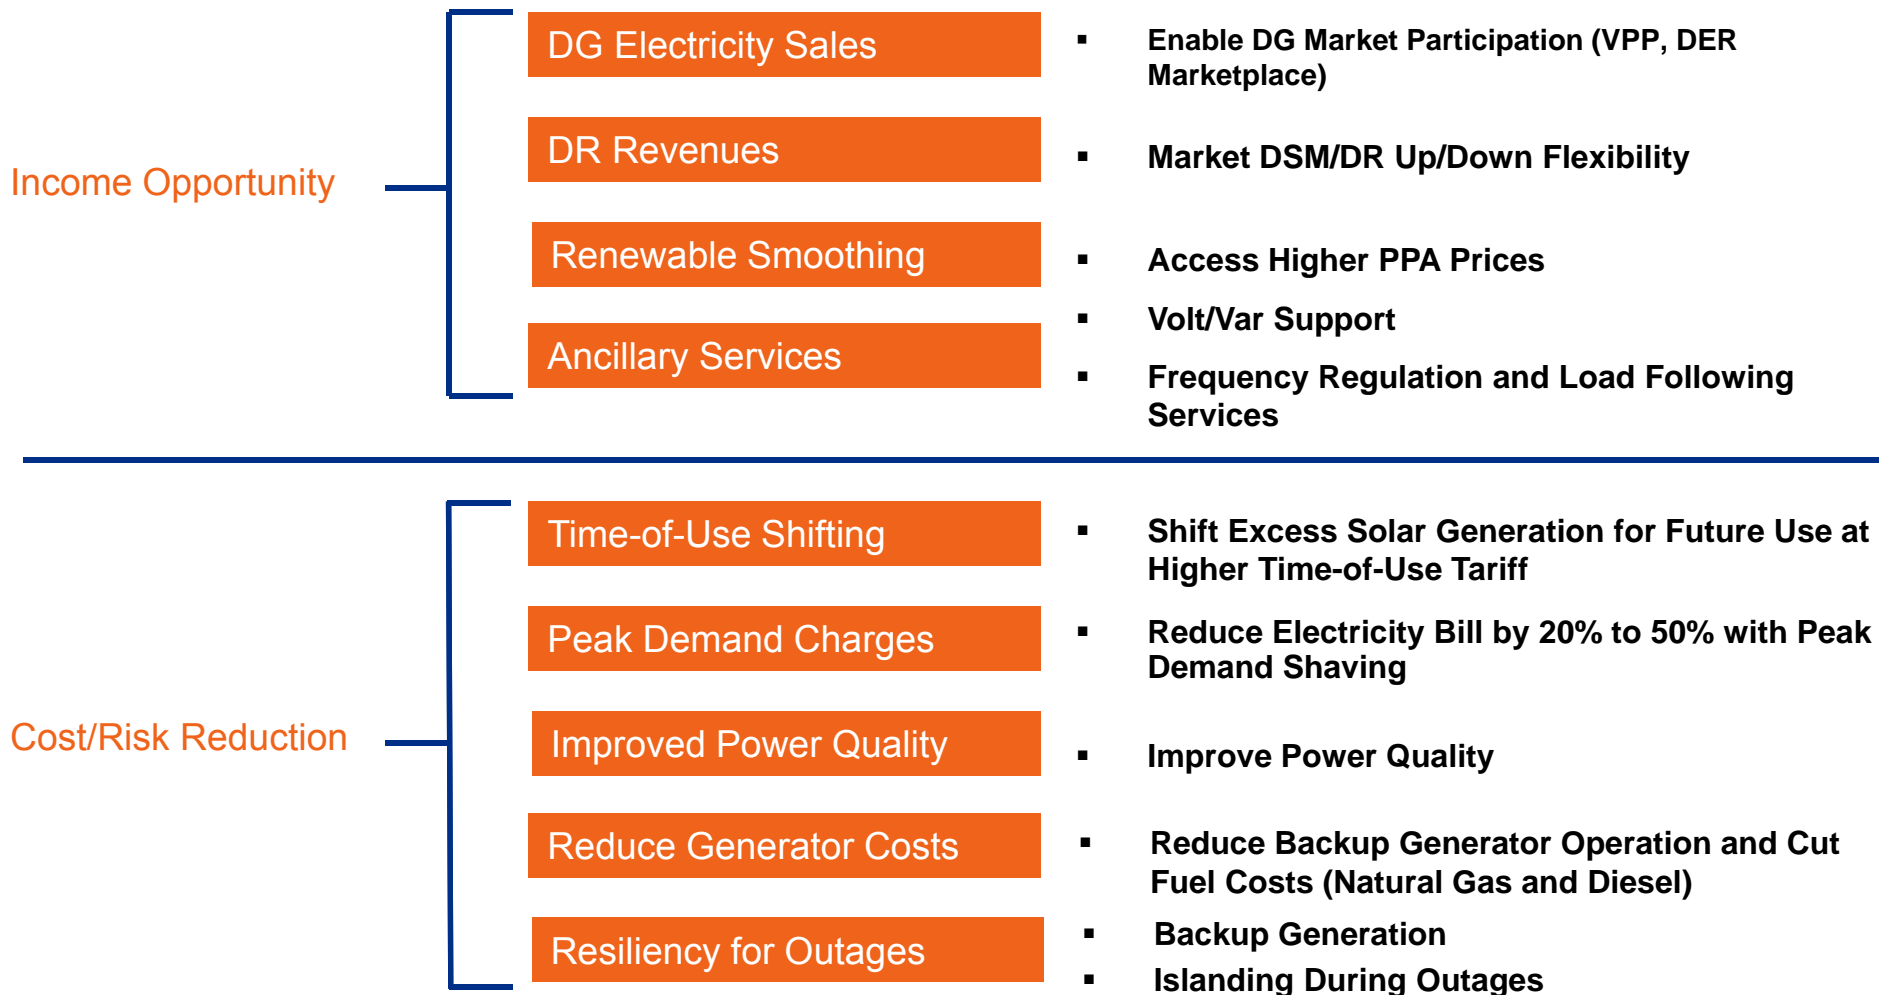 Income Opportunity
DG Electricity Sales
▪ Enable DG Market Participation (VPP, DER
Marketplace)
DR Revenues
▪ Market DSM/DR Up/Down Flexibility
Renewable Smoothing
▪ Access Higher PPA Prices
Ancillary Services
▪ Volt/Var Support
▪ Frequency Regulation and Load Following
Services
Cost/Risk Reduction
Time-of-Use Shifting
▪ Shift Excess Solar Generation for Future Use at
Higher Time-of-Use Tariff
Peak Demand Charges
▪ Reduce Electricity Bill by 20% to 50% with Peak
Demand Shaving
Improved Power Quality
▪ Improve Power Quality
Reduce Generator Costs
▪ Reduce Backup Generator Operation and Cut
Fuel Costs (Natural Gas and Diesel)
Resiliency for Outages
▪ Backup Generation
▪ Islanding During Outages